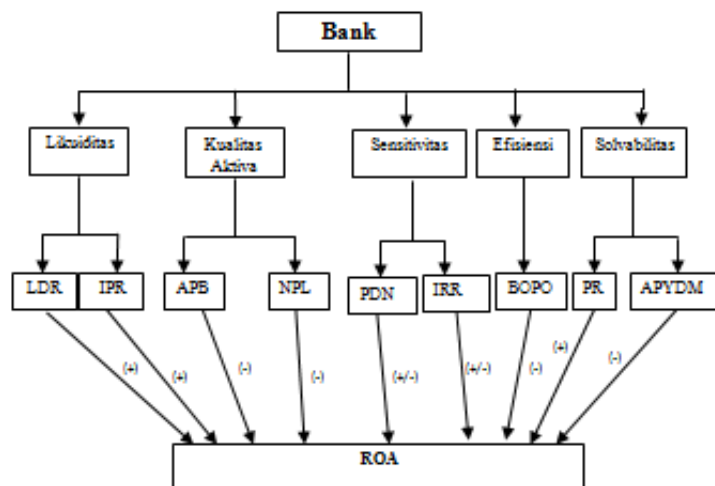 Bank
Likuiditas
Kualitas
Aktiva
Sensitivitas
Efisiensi
Solvabilitas
LDR
IPR
APB
NPL
PDN
IRR
BOPO
PR
APYDM
(+)
(+)
(-)
(-)
(+/-)
(+/-)
(-)
(+)
(-)
ROA